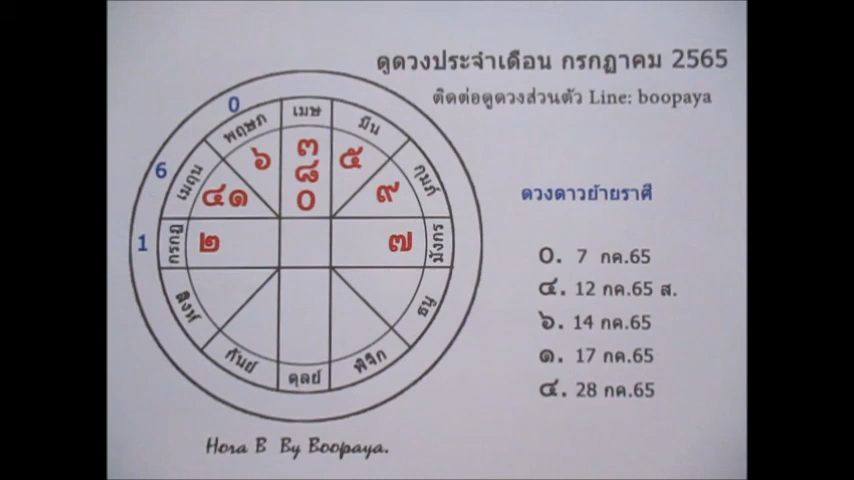 ดูดวงประจำเดือน กรกฏาคม 2565
ติดต่อดูดวงส่วนตัว Line: boopaya
0
6
1
เมษ
พฤษภ
เมถุน
กรกฏ
สิงห์
กันย์
ตุลย์
พิจิก
ธนู
มังกร
กุมภ์
มีน
๓
๘
๐
๖
๔๑
๒
๕
๙
๗
ดวงดาวย้ายราศี
๐. 7 กค.65
๔. 12 กค.65 ส.
๖. 14 กค.65
๑. 17 กค.65
๔. 28 กค.65
Hora B By Boopaya.